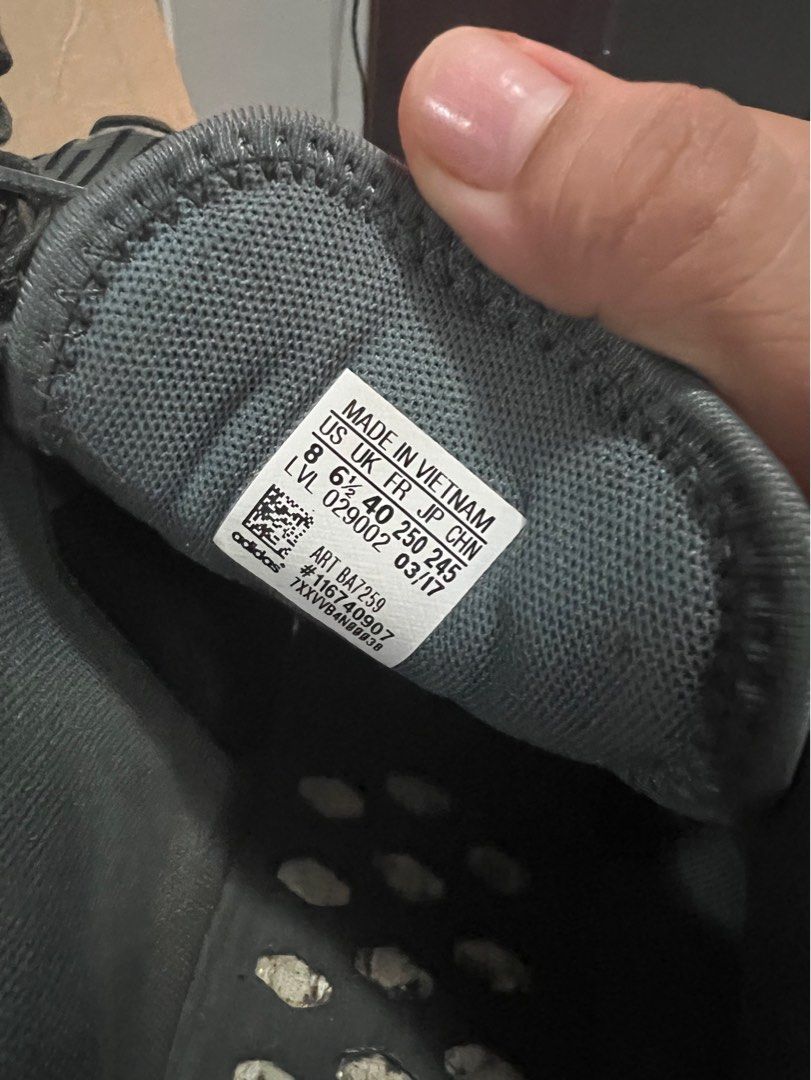 MADE IN VIETNAM
US UK FR JP CHN
8 6½ 40 250 245
LVL 029002 03/17
ART BA7259
#116740907
7XXVVB4N00038
adidas